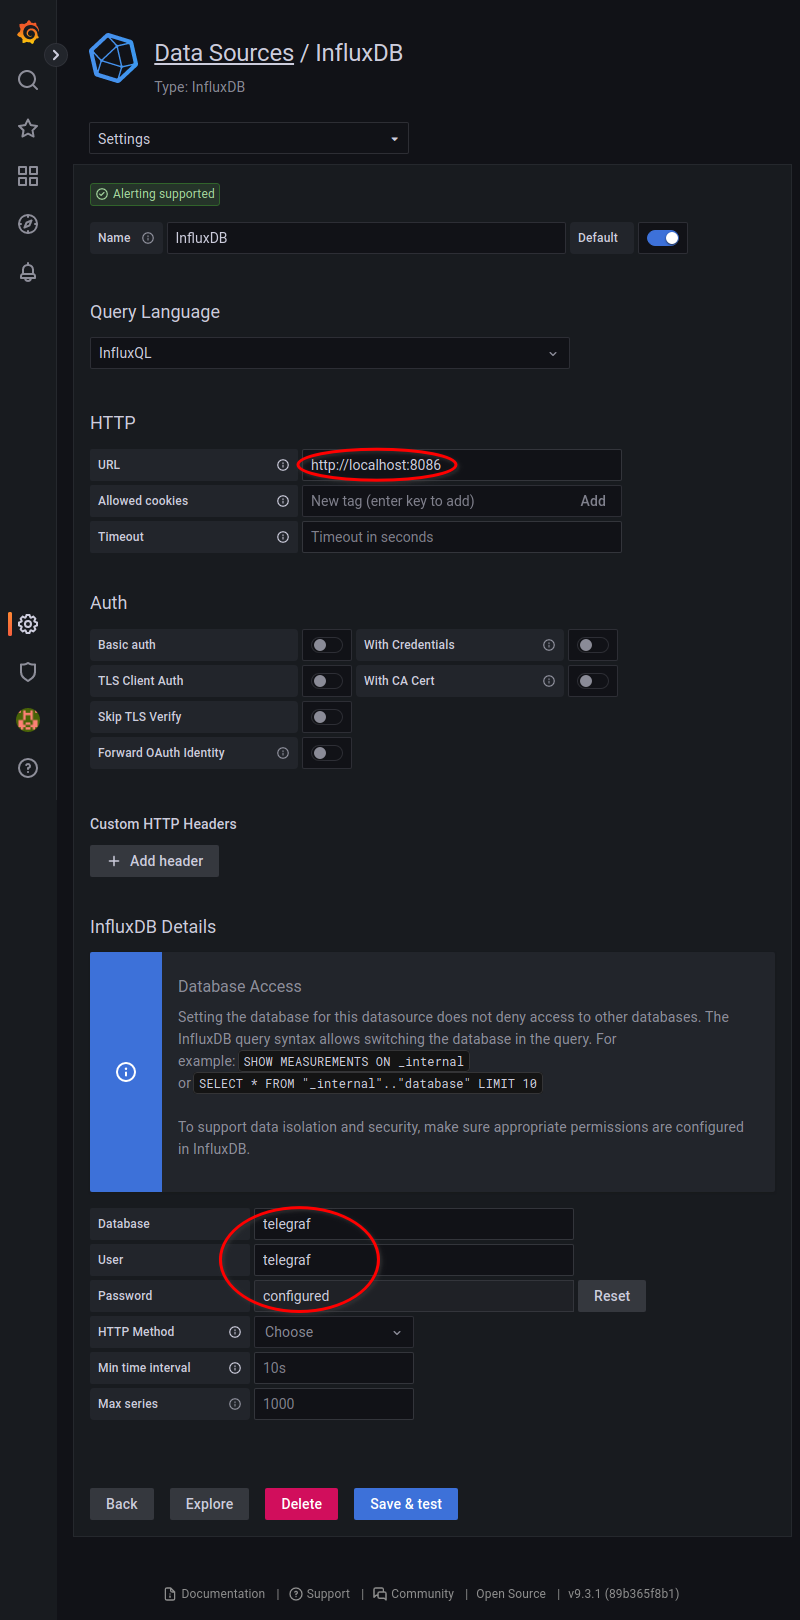 Data Sources / InfluxDB
Type: InfluxDB
Settings
Alerting supported
Name InfluxDB Default
Query Language
InfluxQL
HTTP
URL http://localhost:8086
Allowed cookies New tag (enter key to add) Add
Timeout Timeout in seconds
Auth
Basic auth With Credentials
TLS Client Auth With CA Cert
Skip TLS Verify
Forward OAuth Identity
Custom HTTP Headers
+ Add header
InfluxDB Details
Database Access
Setting the database for this datasource does not deny access to other databases. The
InfluxDB query syntax allows switching the database in the query. For
example: SHOW MEASUREMENTS ON _internal
or SELECT * FROM "_internal".."database" LIMIT 10
To support data isolation and security, make sure appropriate permissions are configured
in InfluxDB.
Database telegraf
User telegraf
Password configured Reset
HTTP Method Choose
Min time interval 10s
Max series 1000
Back Explore Delete Save & test
Documentation | Support | Community | Open Source | v9.3.1 (89b365f8b1)